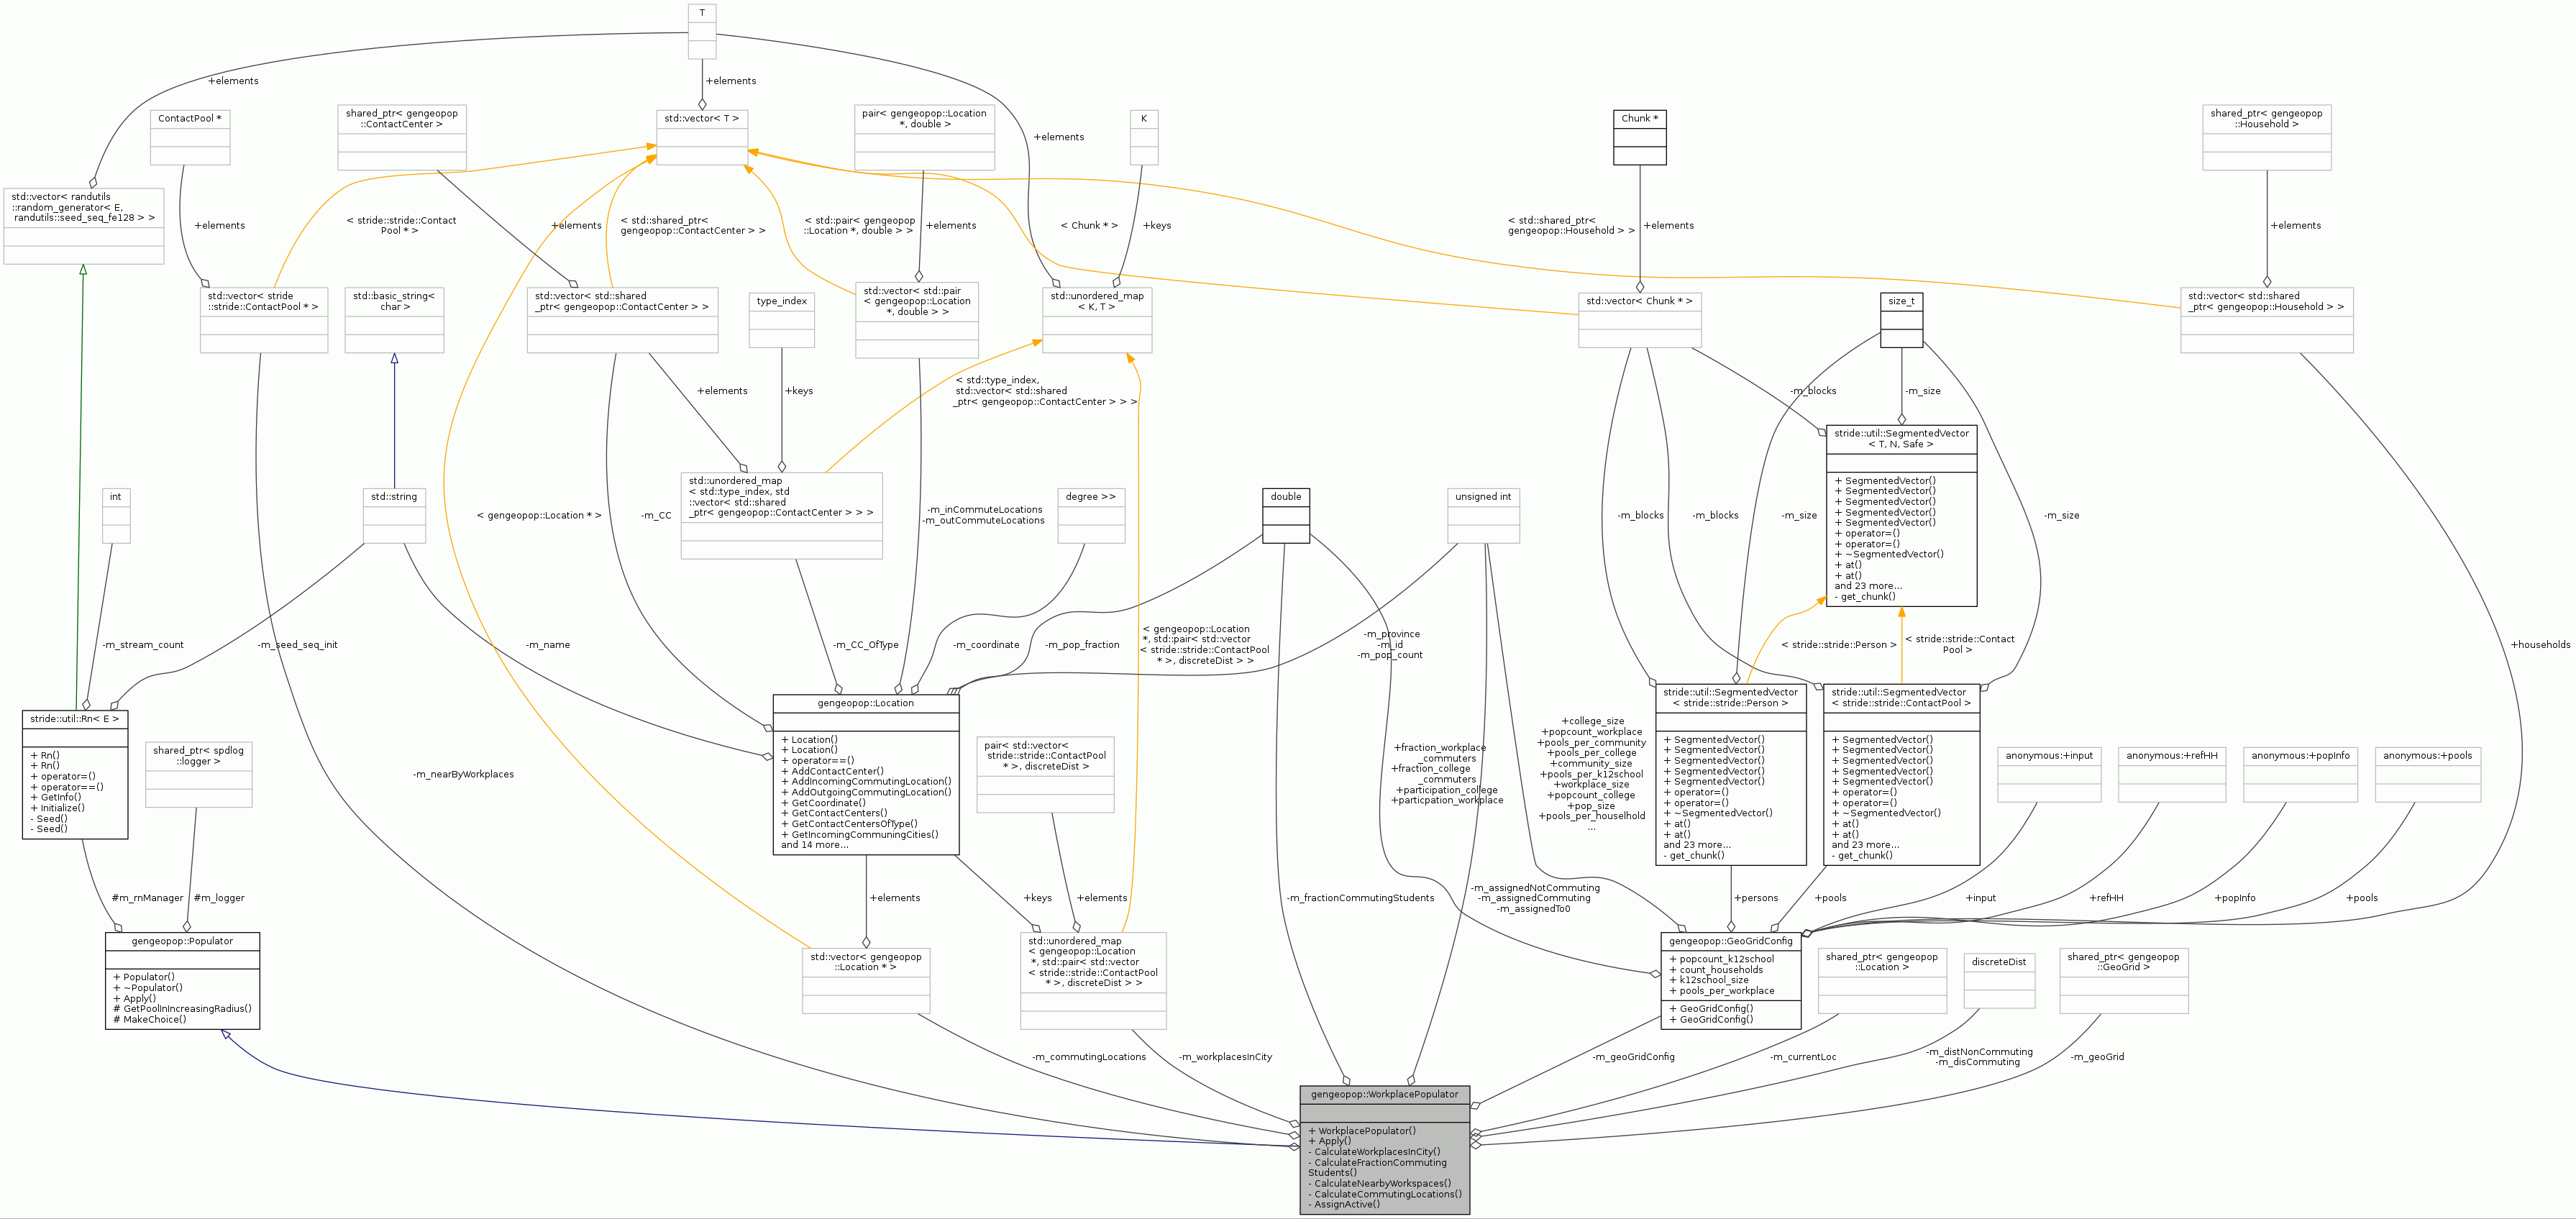 T
+elements
+elements
ContactPool *
shared_ptr< gengeopop
::ContactCenter >
std::vector< T >
pair< gengeopop::Location
*, double >
+elements
K
Chunk *
shared_ptr< gengeopop
::Household >
std::vector< randutils
::random_generator< E,
randutils::seed_seq_fe128 > >
+elements
< stride::stride::Contact
Pool * >
+elements
< std::shared_ptr<
gengeopop::ContactCenter > >
< std::pair< gengeopop
::Location *, double > >
+elements
< Chunk * >
+keys
< std::shared_ptr<
gengeopop::Household > >
+elements
+elements
std::vector< stride
::stride::ContactPool * >
std::basic_string<
char >
std::vector< std::shared
_ptr< gengeopop::ContactCenter > >
type_index
std::vector< std::pair
< gengeopop::Location
*, double > >
std::unordered_map
< K, T >
std::vector< Chunk * >
size_t
std::vector< std::shared
_ptr< gengeopop::Household > >
+elements
+keys
< std::type_index,
std::vector< std::shared
_ptr< gengeopop::ContactCenter > > >
-m_blocks
-m_size
stride::util::SegmentedVector
< T, N, Safe >
+ SegmentedVector()
+ SegmentedVector()
+ SegmentedVector()
+ SegmentedVector()
+ SegmentedVector()
+ operator=()
+ operator=()
+ ~SegmentedVector()
+ at()
+ at()
and 23 more...
- get_chunk()
int
std::string
< gengeopop::Location * >
-m_CC
std::unordered_map
< std::type_index, std
::vector< std::shared
_ptr< gengeopop::ContactCenter > > >
-m_inCommuteLocations
-m_outCommuteLocations
degree >>
double
unsigned int
-m_blocks
-m_blocks
-m_size
-m_size
-m_stream_count
-m_seed_seq_init
-m_name
-m_CC_OfType
-m_coordinate
-m_pop_fraction
< gengeopop::Location
*, std::pair< std::vector
< stride::stride::ContactPool
* >, discreteDist > >
-m_province
-m_id
-m_pop_count
< stride::stride::Person >
< stride::stride::Contact
Pool >
+households
stride::util::Rn< E >
+ Rn()
+ Rn()
+ operator=()
+ operator==()
+ GetInfo()
+ Initialize()
- Seed()
- Seed()
shared_ptr< spdlog
::logger >
-m_nearByWorkplaces
gengeopop::Location
+ Location()
+ Location()
+ operator==()
+ AddContactCenter()
+ AddIncomingCommutingLocation()
+ AddOutgoingCommutingLocation()
+ GetCoordinate()
+ GetContactCenters()
+ GetContactCentersOfType()
+ GetIncomingCommuningCities()
and 14 more...
pair< std::vector<
stride::stride::ContactPool
* >, discreteDist >
+fraction_workplace
_commuters
+fraction_college
_commuters
+participation_college
+particpation_workplace
+college_size
+popcount_workplace
+pools_per_community
+pools_per_college
+community_size
+pools_per_k12school
+workplace_size
+popcount_college
+pop_size
+pools_per_houselhold
...
stride::util::SegmentedVector
< stride::stride::Person >
+ SegmentedVector()
+ SegmentedVector()
+ SegmentedVector()
+ SegmentedVector()
+ SegmentedVector()
+ operator=()
+ operator=()
+ ~SegmentedVector()
+ at()
+ at()
and 23 more...
- get_chunk()
stride::util::SegmentedVector
< stride::stride::ContactPool >
+ SegmentedVector()
+ SegmentedVector()
+ SegmentedVector()
+ SegmentedVector()
+ SegmentedVector()
+ operator=()
+ operator=()
+ ~SegmentedVector()
+ at()
+ at()
and 23 more...
- get_chunk()
anonymous:+input
anonymous:+refHH
anonymous:+popInfo
anonymous:+pools
#m_rnManager
#m_logger
+elements
+keys
+elements
-m_fractionCommutingStudents
-m_assignedNotCommuting
-m_assignedCommuting
-m_assignedTo0
+persons
+pools
+input
+refHH
+popInfo
+pools
gengeopop::Populator
+ Populator()
+ ~Populator()
+ Apply()
# GetPoolInIncreasingRadius()
# MakeChoice()
std::vector< gengeopop
::Location * >
std::unordered_map
< gengeopop::Location
*, std::pair< std::vector
< stride::stride::ContactPool
* >, discreteDist > >
gengeopop::GeoGridConfig
+ popcount_k12school
+ count_households
+ k12school_size
+ pools_per_workplace
+ GeoGridConfig()
+ GeoGridConfig()
shared_ptr< gengeopop
::Location >
discreteDist
shared_ptr< gengeopop
::GeoGrid >
-m_commutingLocations
-m_workplacesInCity
-m_geoGridConfig
-m_currentLoc
-m_distNonCommuting
-m_disCommuting
-m_geoGrid
gengeopop::WorkplacePopulator
+ WorkplacePopulator()
+ Apply()
- CalculateWorkplacesInCity()
- CalculateFractionCommuting
Students()
- CalculateNearbyWorkspaces()
- CalculateCommutingLocations()
- AssignActive()